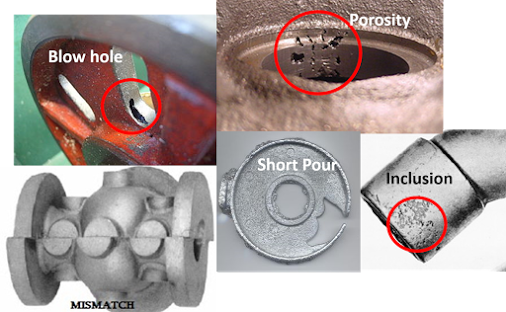 Blow hole
Porosity
Short Pour
Inclusion
MISMATCH